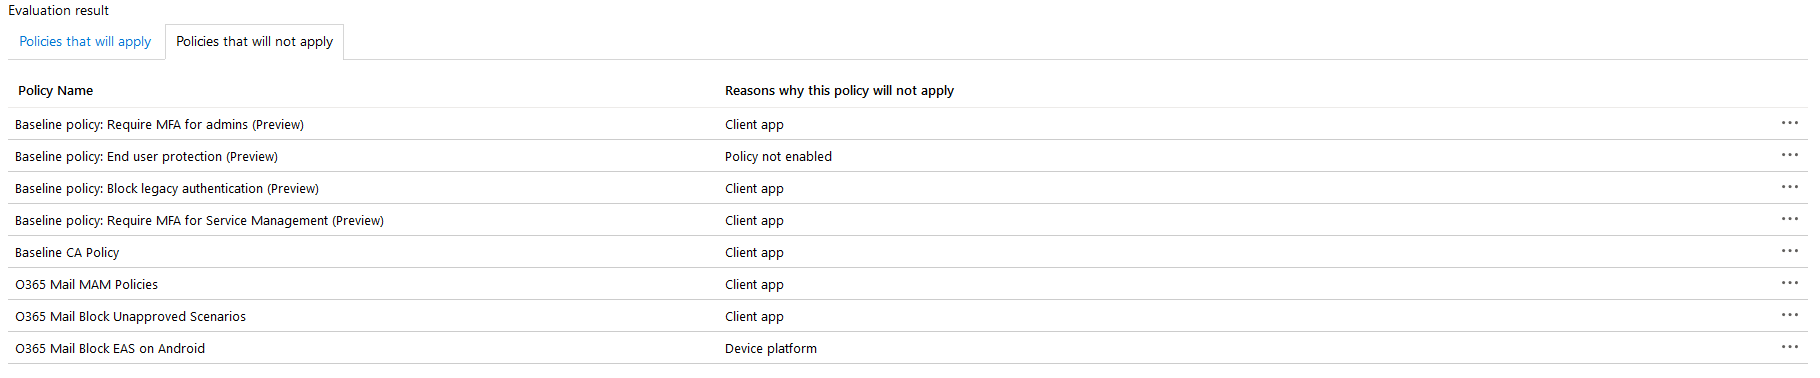 Evaluation result
Policies that will apply Policies that will not apply
Policy Name Reasons why this policy will not apply
Baseline policy: Require MFA for admins (Preview) Client app
Baseline policy: End user protection (Preview) Policy not enabled
Baseline policy: Block legacy authentication (Preview) Client app
Baseline policy: Require MFA for Service Management (Preview) Client app
Baseline CA Policy Client app
O365 Mail MAM Policies Client app
O365 Mail Block Unapproved Scenarios Client app
O365 Mail Block EAS on Android Device platform